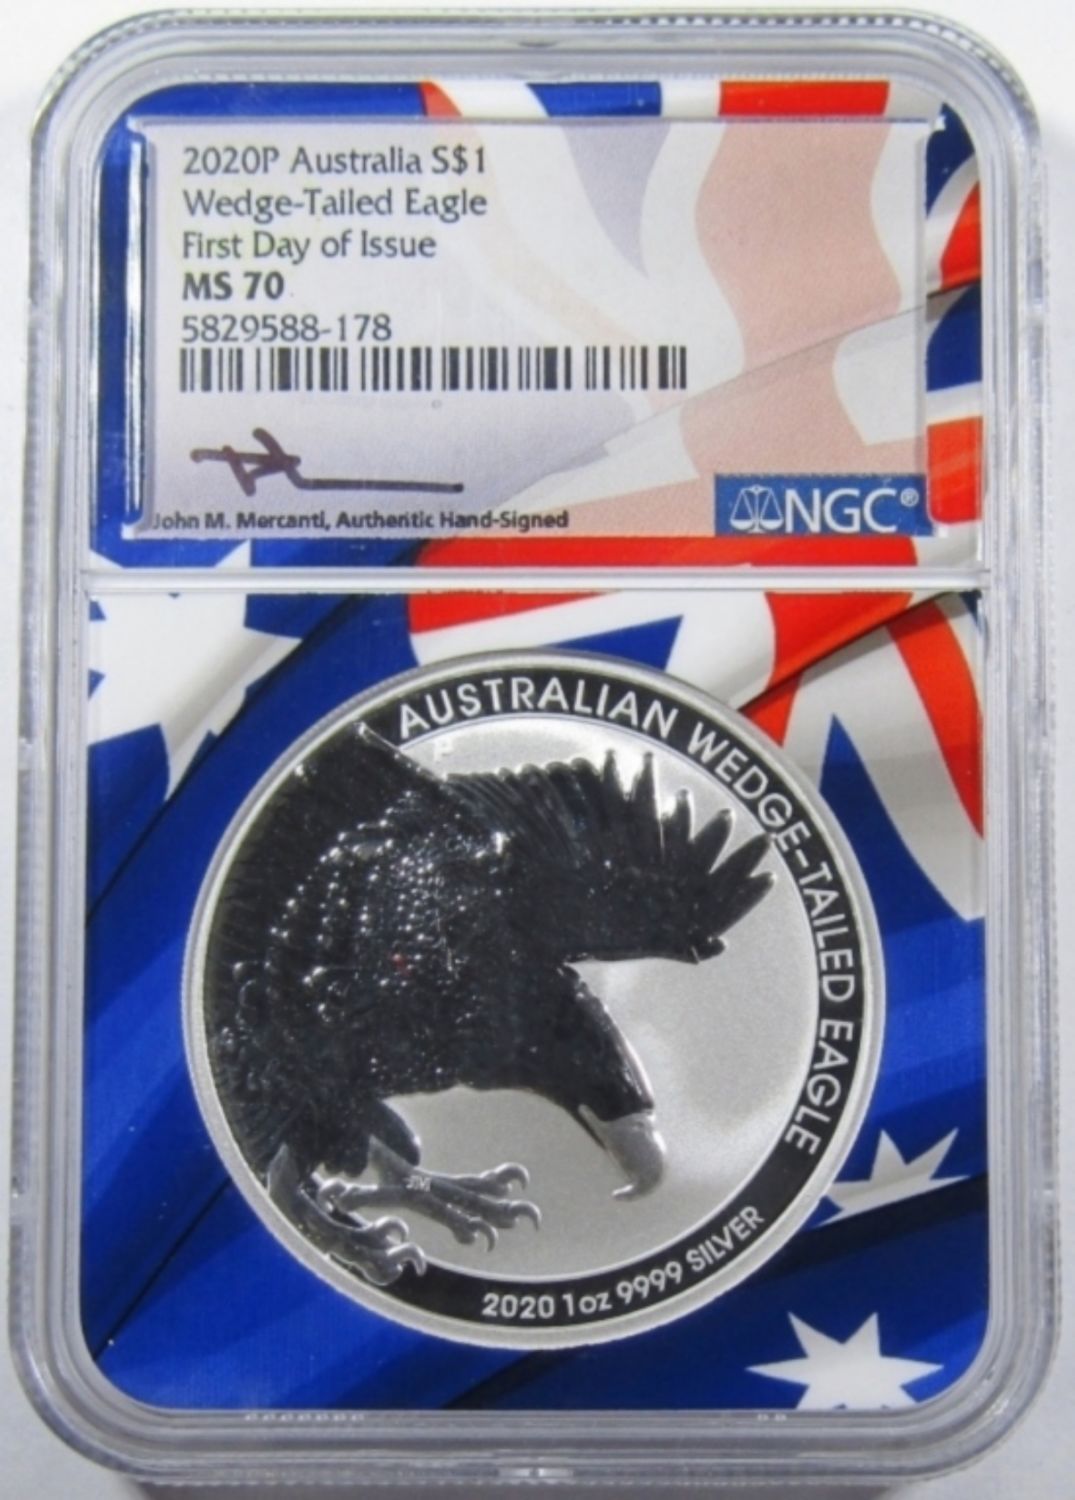 2020P Australia S$1
Wedge-Tailed Eagle
First Day of Issue
MS 70
5829588-178
John M. Mercanti, Authentic Hand-Signed
NGC®
AUSTRALIAN WEDGE-TAILED EAGLE
P
JM
2020 1oz 9999 SILVER